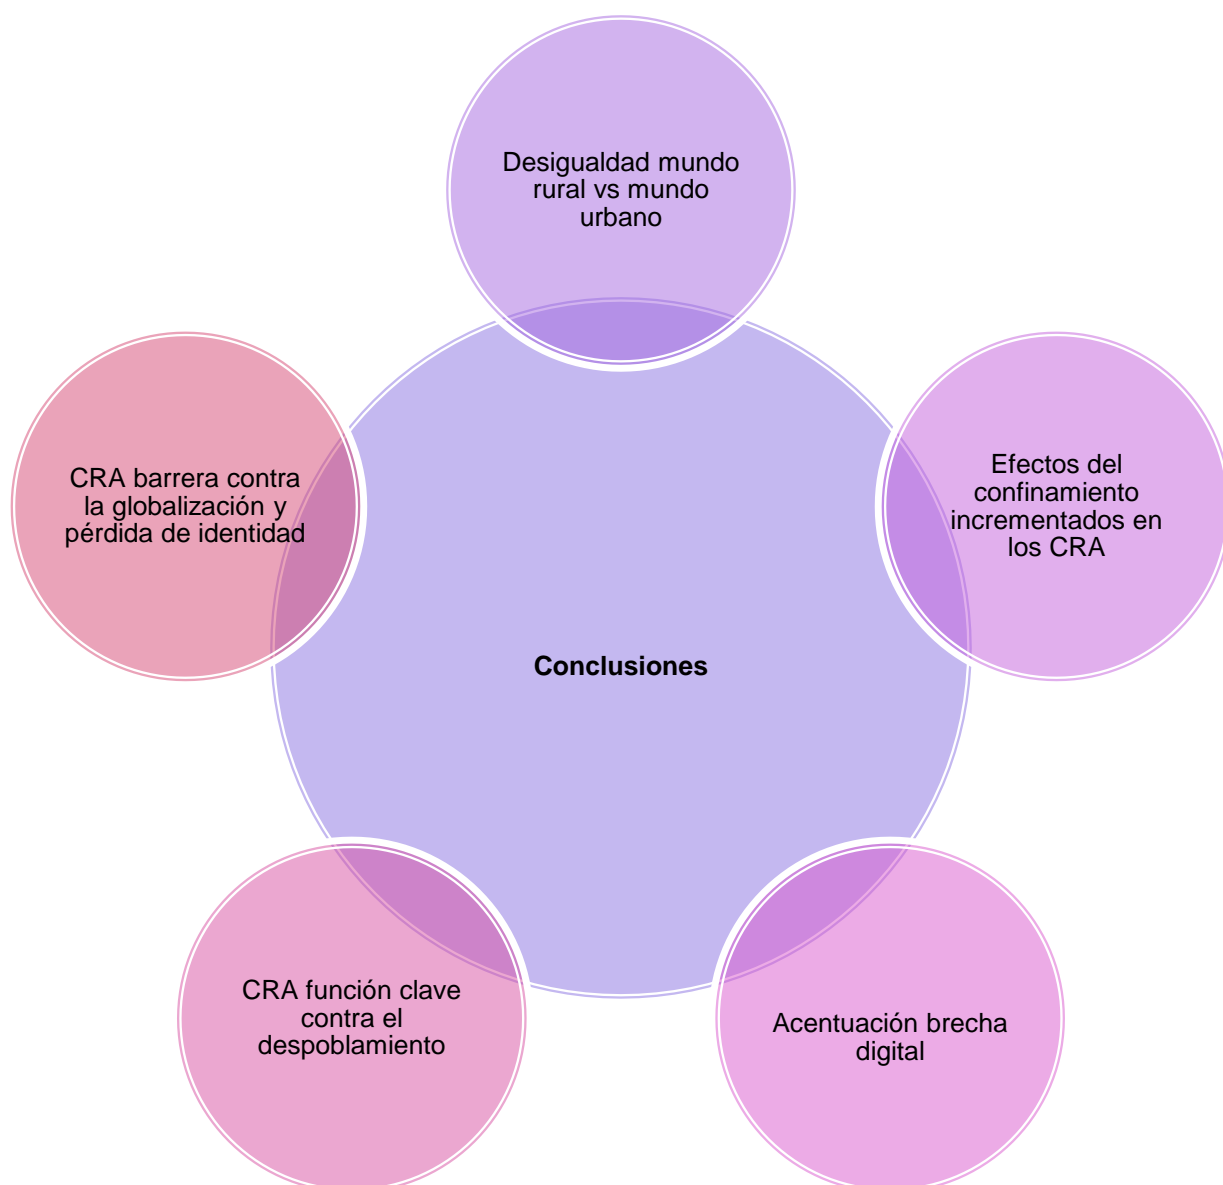 Desigualdad mundo
rural vs mundo
urbano
Efectos del
confinamiento
incrementados en
los CRA
Acentuación brecha
digital
CRA función clave
contra el
despoblamiento
CRA barrera contra
la globalización y
pérdida de identidad
Conclusiones